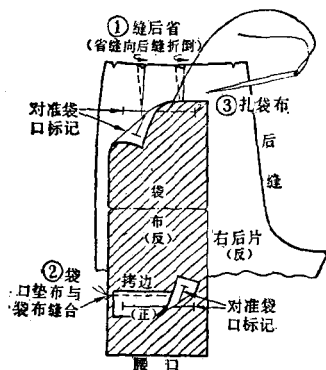 ①缝后省
(省缝向后缝折倒)
对准袋
口标记
③扎袋布
后
缝
袋
布
(反)
右后片
(反)
②袋
口垫布与
袋布缝合
拷边
(正)
对准袋
口标记
腰口